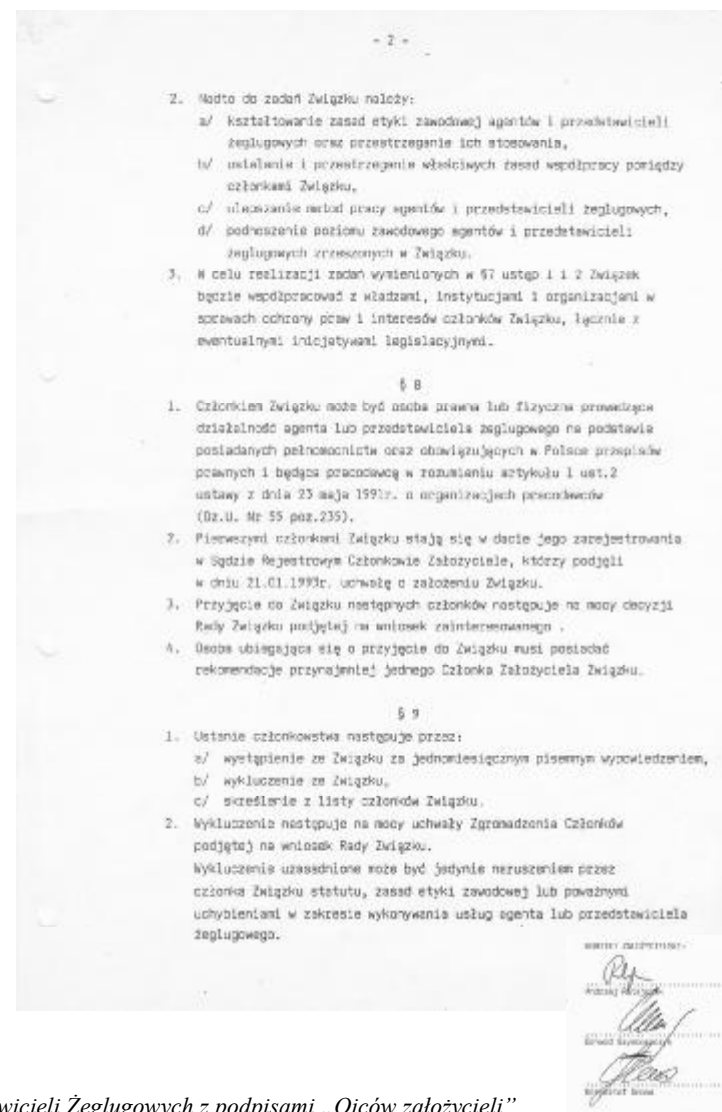 - 2 -
2. Nadto do zadań Związku należy:
a/ kształtowanie zasad etyki zawodowej agentów i przedstawicieli
żeglugowych oraz przestrzeganie ich stosowania,
b/ ustalanie i przestrzeganie właściwych zasad współpracy pomiędzy
członkami Związku,
c/ ulepszanie metod pracy agentów i przedstawicieli żeglugowych,
d/ podnoszenie poziomu zawodowego agentów i przedstawicieli
żeglugowych zrzeszonych w Związku.
3. W celu realizacji zadań wymienionych w §7 ustęp 1 i 2 Związek
będzie współpracować z władzami, instytucjami i organizacjami w
sprawach ochrony praw i interesów członków Związku, łącznie z
ewentualnymi inicjatywami legislacyjnymi.
§ 8
1. Członkiem Związku może być osoba prawna lub fizyczna prowadząca
działalność agenta lub przedstawiciela żeglugowego na podstawie
posiadanych pełnomocnictw oraz obowiązujących w Polsce przepisów
prawnych i będąca pracodawcą w rozumieniu artykułu 1 ust.2
ustawy z dnia 23 maja 1991r. o organizacjach pracodawców
(Dz.U. Nr 55 poz.235).
2. Pierwszymi członkami Związku stają się w dacie jego zarejestrowania
w Sądzie Rejestrowym Członkowie Założyciele, którzy podjęli
w dniu 21.01.1993r. uchwałę o założeniu Związku.
3. Przyjęcie do Związku następnych członków następuje na mocy decyzji
Rady Związku podjętej na wniosek zainteresowanego .
4. Osoba ubiegająca się o przyjęcie do Związku musi posiadać
rekomendacje przynajmniej jednego Członka Założyciela Związku.
§ 9
1. Ustanie członkowstwa następuje przez:
a/ wystąpienie ze Związku za jednomiesięcznym pisemnym wypowiedzeniem,
b/ wykluczenie ze Związku,
c/ skreślenie z listy członków Związku.
2. Wykluczenie następuje na mocy uchwały Zgromadzenia Członków
podjętej na wniosek Rady Związku.
Wykluczenie uzasadnione może być jedynie naruszeniem przez
członka Związku statutu, zasad etyki zawodowej lub poważnymi
uchybieniami w zakresie wykonywania usług agenta lub przedstawiciela
żeglugowego.
KOMITET ZAŁOŻYCIELSKI:
Andrzej
wicieli Żeglugowych z podpisami „Ojców założycieli”